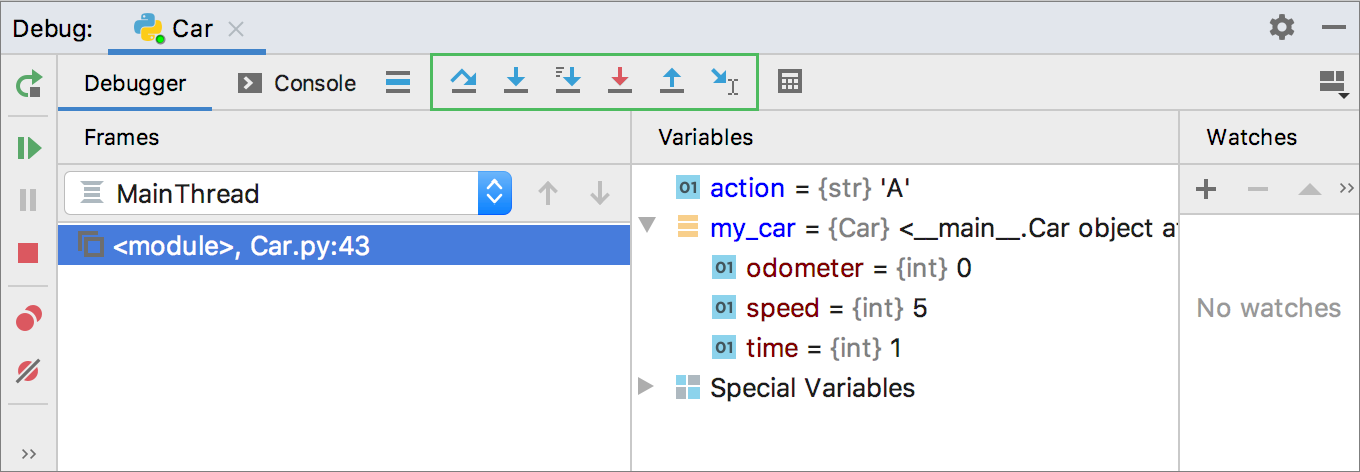 Debug: Car
Debugger Console
Frames Variables Watches
MainThread
<module>, Car.py:43
01 action = {str} 'A'
my_car = {Car} <__main__.Car object at
01 odometer = {int} 0
01 speed = {int} 5
01 time = {int} 1
Special Variables
No watches